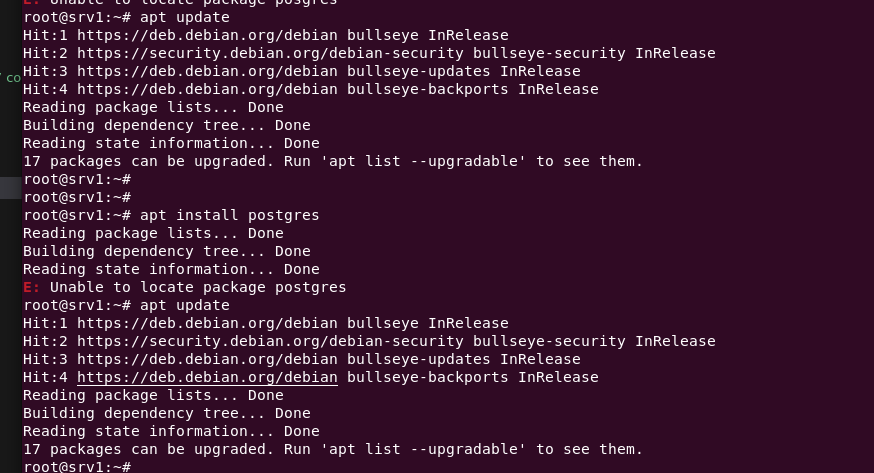 E: Unable to locate package posgres
root@srv1:~# apt update
Hit:1 https://deb.debian.org/debian bullseye InRelease
Hit:2 https://security.debian.org/debian-security bullseye-security InRelease
Hit:3 https://deb.debian.org/debian bullseye-updates InRelease
Hit:4 https://deb.debian.org/debian bullseye-backports InRelease
Reading package lists... Done
Building dependency tree... Done
Reading state information... Done
17 packages can be upgraded. Run 'apt list --upgradable' to see them.
root@srv1:~#
root@srv1:~#
root@srv1:~# apt install postgres
Reading package lists... Done
Building dependency tree... Done
Reading state information... Done
E: Unable to locate package postgres
root@srv1:~# apt update
Hit:1 https://deb.debian.org/debian bullseye InRelease
Hit:2 https://security.debian.org/debian-security bullseye-security InRelease
Hit:3 https://deb.debian.org/debian bullseye-updates InRelease
Hit:4 https://deb.debian.org/debian bullseye-backports InRelease
Reading package lists... Done
Building dependency tree... Done
Reading state information... Done
17 packages can be upgraded. Run 'apt list --upgradable' to see them.
root@srv1:~#